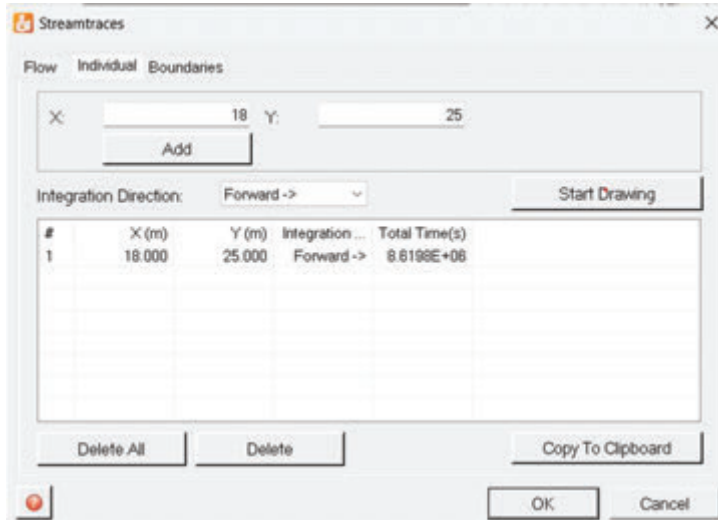 Streamtraces
Flow Individual Boundaries
X: 18 Y: 25
Add
Integration Direction: Forward -> Start Drawing
# X (m) Y (m) Integration ... Total Time(s)
1 18.000 25.000 Forward -> 8.6198E+06
Delete All Delete Copy To Clipboard
OK Cancel